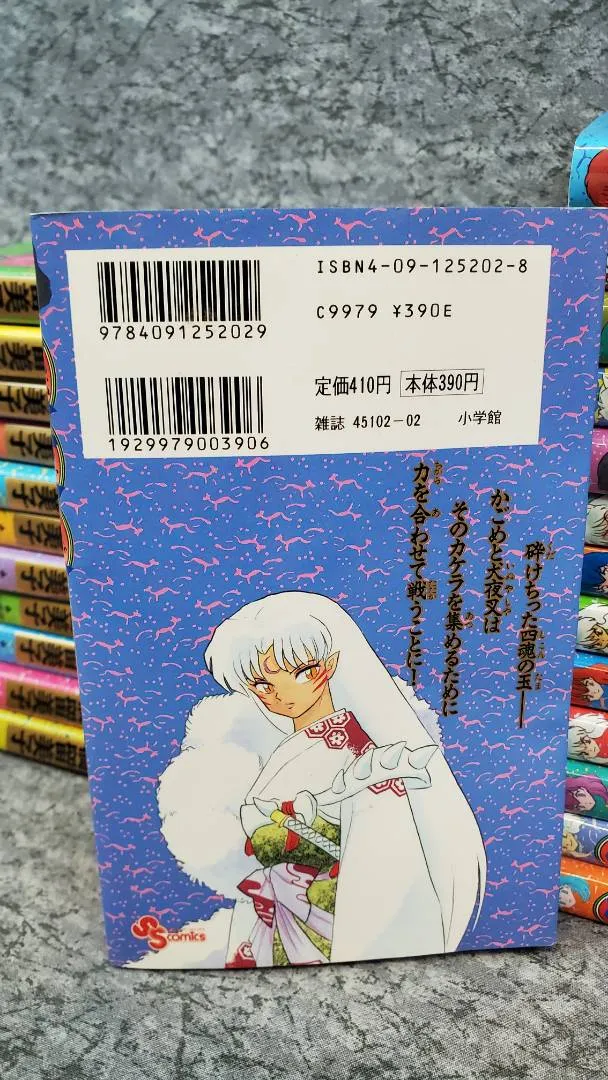 ISBN4-09-125202-8
9784091252029
C9979 ¥390E
1929979003906
定価410円 本体390円
雑誌 45102-02 小学館
砕けちった四魂の玉──
かごめと犬夜叉は
そのカケラを集めるために
力を合わせて戦うことに!
SS comics